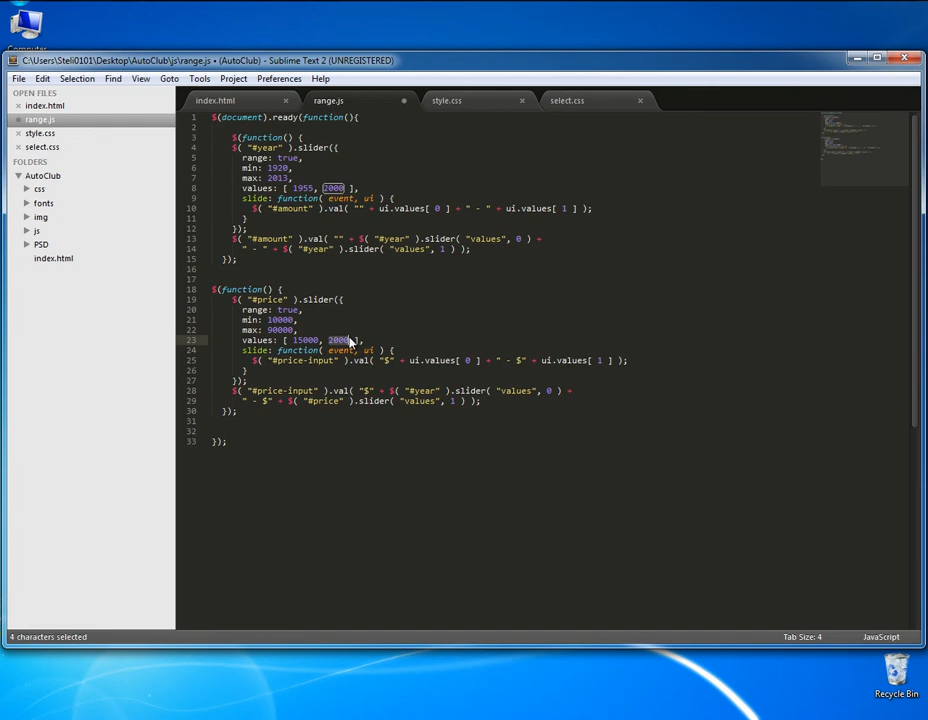 Computer
C:\Users\Steli0101\Desktop\AutoClub\js\range.js • (AutoClub) - Sublime Text 2 (UNREGISTERED)
File Edit Selection Find View Goto Tools Project Preferences Help
OPEN FILES
index.html
range.js
style.css
select.css
FOLDERS
AutoClub
css
fonts
img
js
PSD
index.html
index.html range.js style.css select.css
1 $(document).ready(function(){
2
3 $(function() {
4 $( "#year" ).slider({
5 range: true,
6 min: 1920,
7 max: 2013,
8 values: [ 1955, 2000 ],
9 slide: function( event, ui ) {
10 $( "#amount" ).val( "" + ui.values[ 0 ] + " - " + ui.values[ 1 ] );
11 }
12 });
13 $( "#amount" ).val( "" + $( "#year" ).slider( "values", 0 ) +
14 " - " + $( "#year" ).slider( "values", 1 ) );
15 });
16
17
18 $(function() {
19 $( "#price" ).slider({
20 range: true,
21 min: 10000,
22 max: 90000,
23 values: [ 15000, 2000 ],
24 slide: function( event, ui ) {
25 $( "#price-input" ).val( "$" + ui.values[ 0 ] + " - $" + ui.values[ 1 ] );
26 }
27 });
28 $( "#price-input" ).val( "$" + $( "#year" ).slider( "values", 0 ) +
29 " - $" + $( "#price" ).slider( "values", 1 ) );
30 });
31
32
33 });
4 characters selected
Tab Size: 4 JavaScript
Recycle Bin